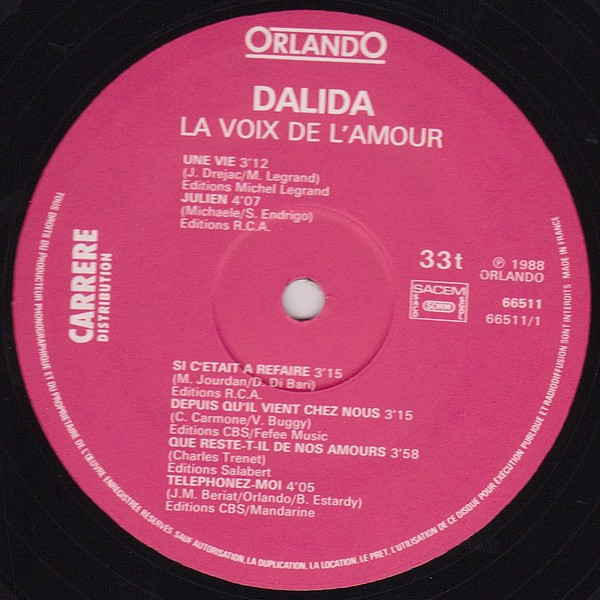 ORLANDO
DALIDA
LA VOIX DE L'AMOUR
UNE VIE 3'12
(J. Drejac/M. Legrand)
Editions Michel Legrand
JULIEN 4'07
(Michaele/S. Endrigo)
Editions R.C.A.
CARRERE
DISTRIBUTION
33t
℗ 1988
ORLANDO
SACEM
SACD
SDRM
SGDL
66511
66511/1
SI C'ETAIT A REFAIRE 3'15
(M. Jourdan/D. Di Bari)
Editions R.C.A.
DEPUIS QU'IL VIENT CHEZ NOUS 3'15
(C. Carmone/V. Buggy)
Editions CBS/Fefee Music
QUE RESTE-T-IL DE NOS AMOURS 3'58
(Charles Trenet)
Editions Salabert
TELEPHONEZ-MOI 4'05
(J.M. Beriat/Orlando/B. Estardy)
Editions CBS/Mandarine
TOUS DROITS DU PRODUCTEUR PHONOGRAPHIQUE ET DU PROPRIETAIRE DE L'ŒUVRE ENREGISTREE RESERVES SAUF AUTORISATION, LA DUPLICATION, LA LOCATION, LE PRET, L'UTILISATION DE CE DISQUE POUR EXECUTION PUBLIQUE ET RADIODIFFUSION SONT INTERDITS MADE IN FRANCE